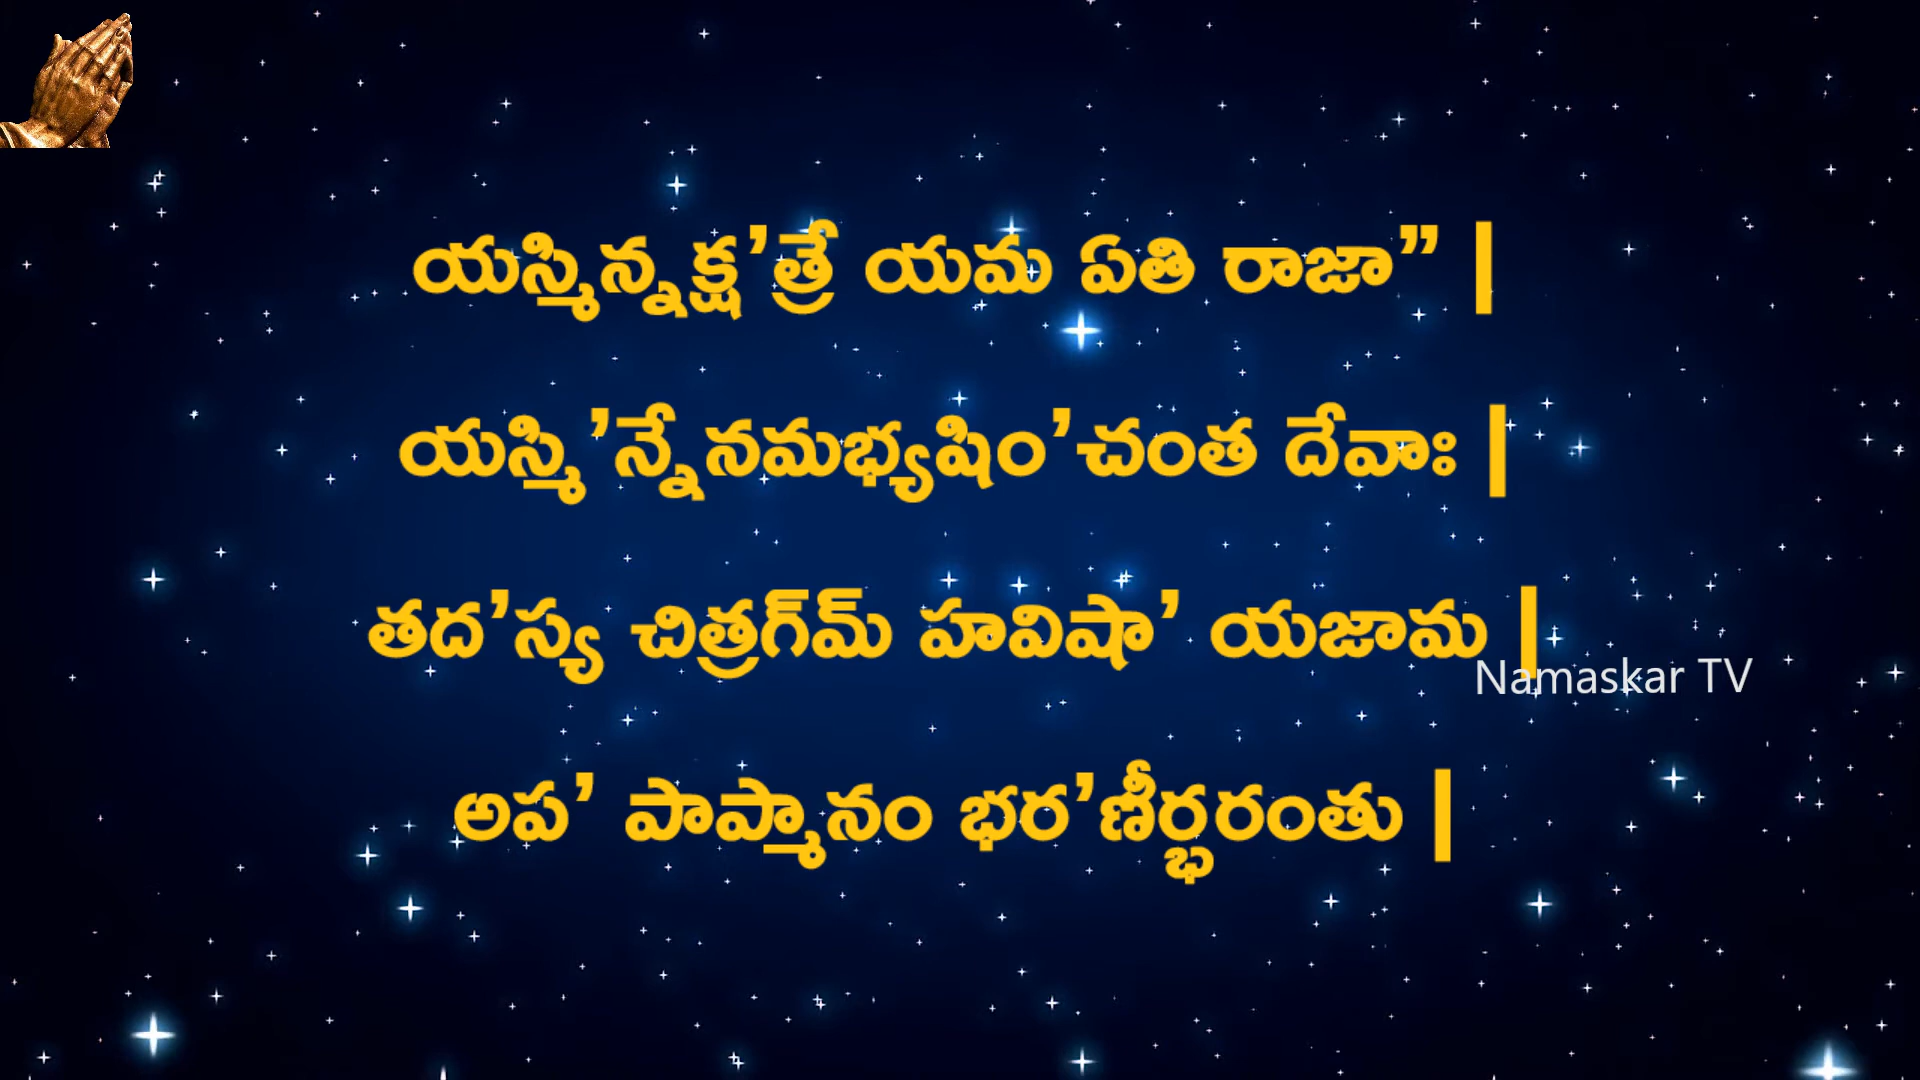 యస్మిన్నక్ష’త్రే యమ ఏతి రాజా” |
యస్మి’న్నేనమభ్యషిం’చంత దేవాః |
తద’స్య చిత్రగ్‌మ్ హవిషా’ యజామ |
Namaskar TV
అప’ పాప్మానం భర’ణీర్భరంతు |